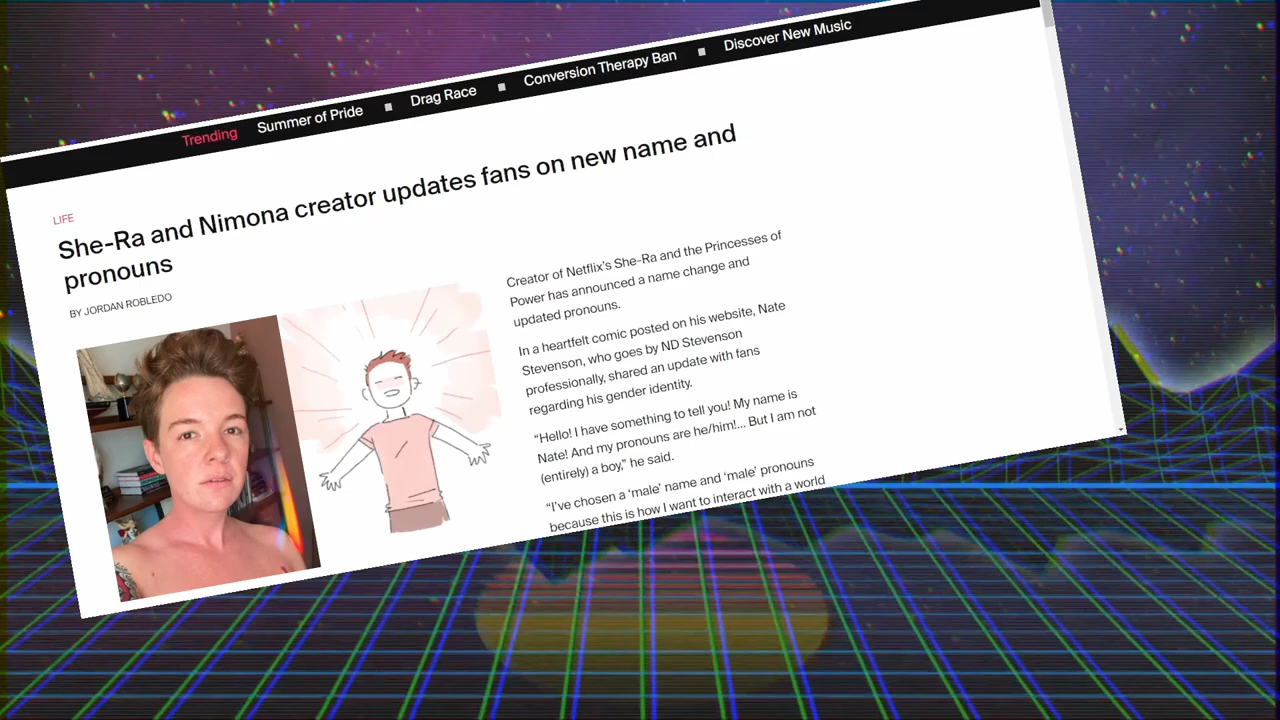 Trending Summer of Pride Drag Race Conversion Therapy Ban Discover New Music
LIFE
She-Ra and Nimona creator updates fans on new name and
pronouns
BY JORDAN ROBLEDO
Creator of Netflix's She-Ra and the Princesses of
Power has announced a name change and
updated pronouns.
In a heartfelt comic posted on his website, Nate
Stevenson, who goes by ND Stevenson
professionally, shared an update with fans
regarding his gender identity.
“Hello! I have something to tell you! My name is
Nate! And my pronouns are he/him!... But I am not
(entirely) a boy,” he said.
“I've chosen a ‘male’ name and ‘male’ pronouns
because this is how I want to interact with a world